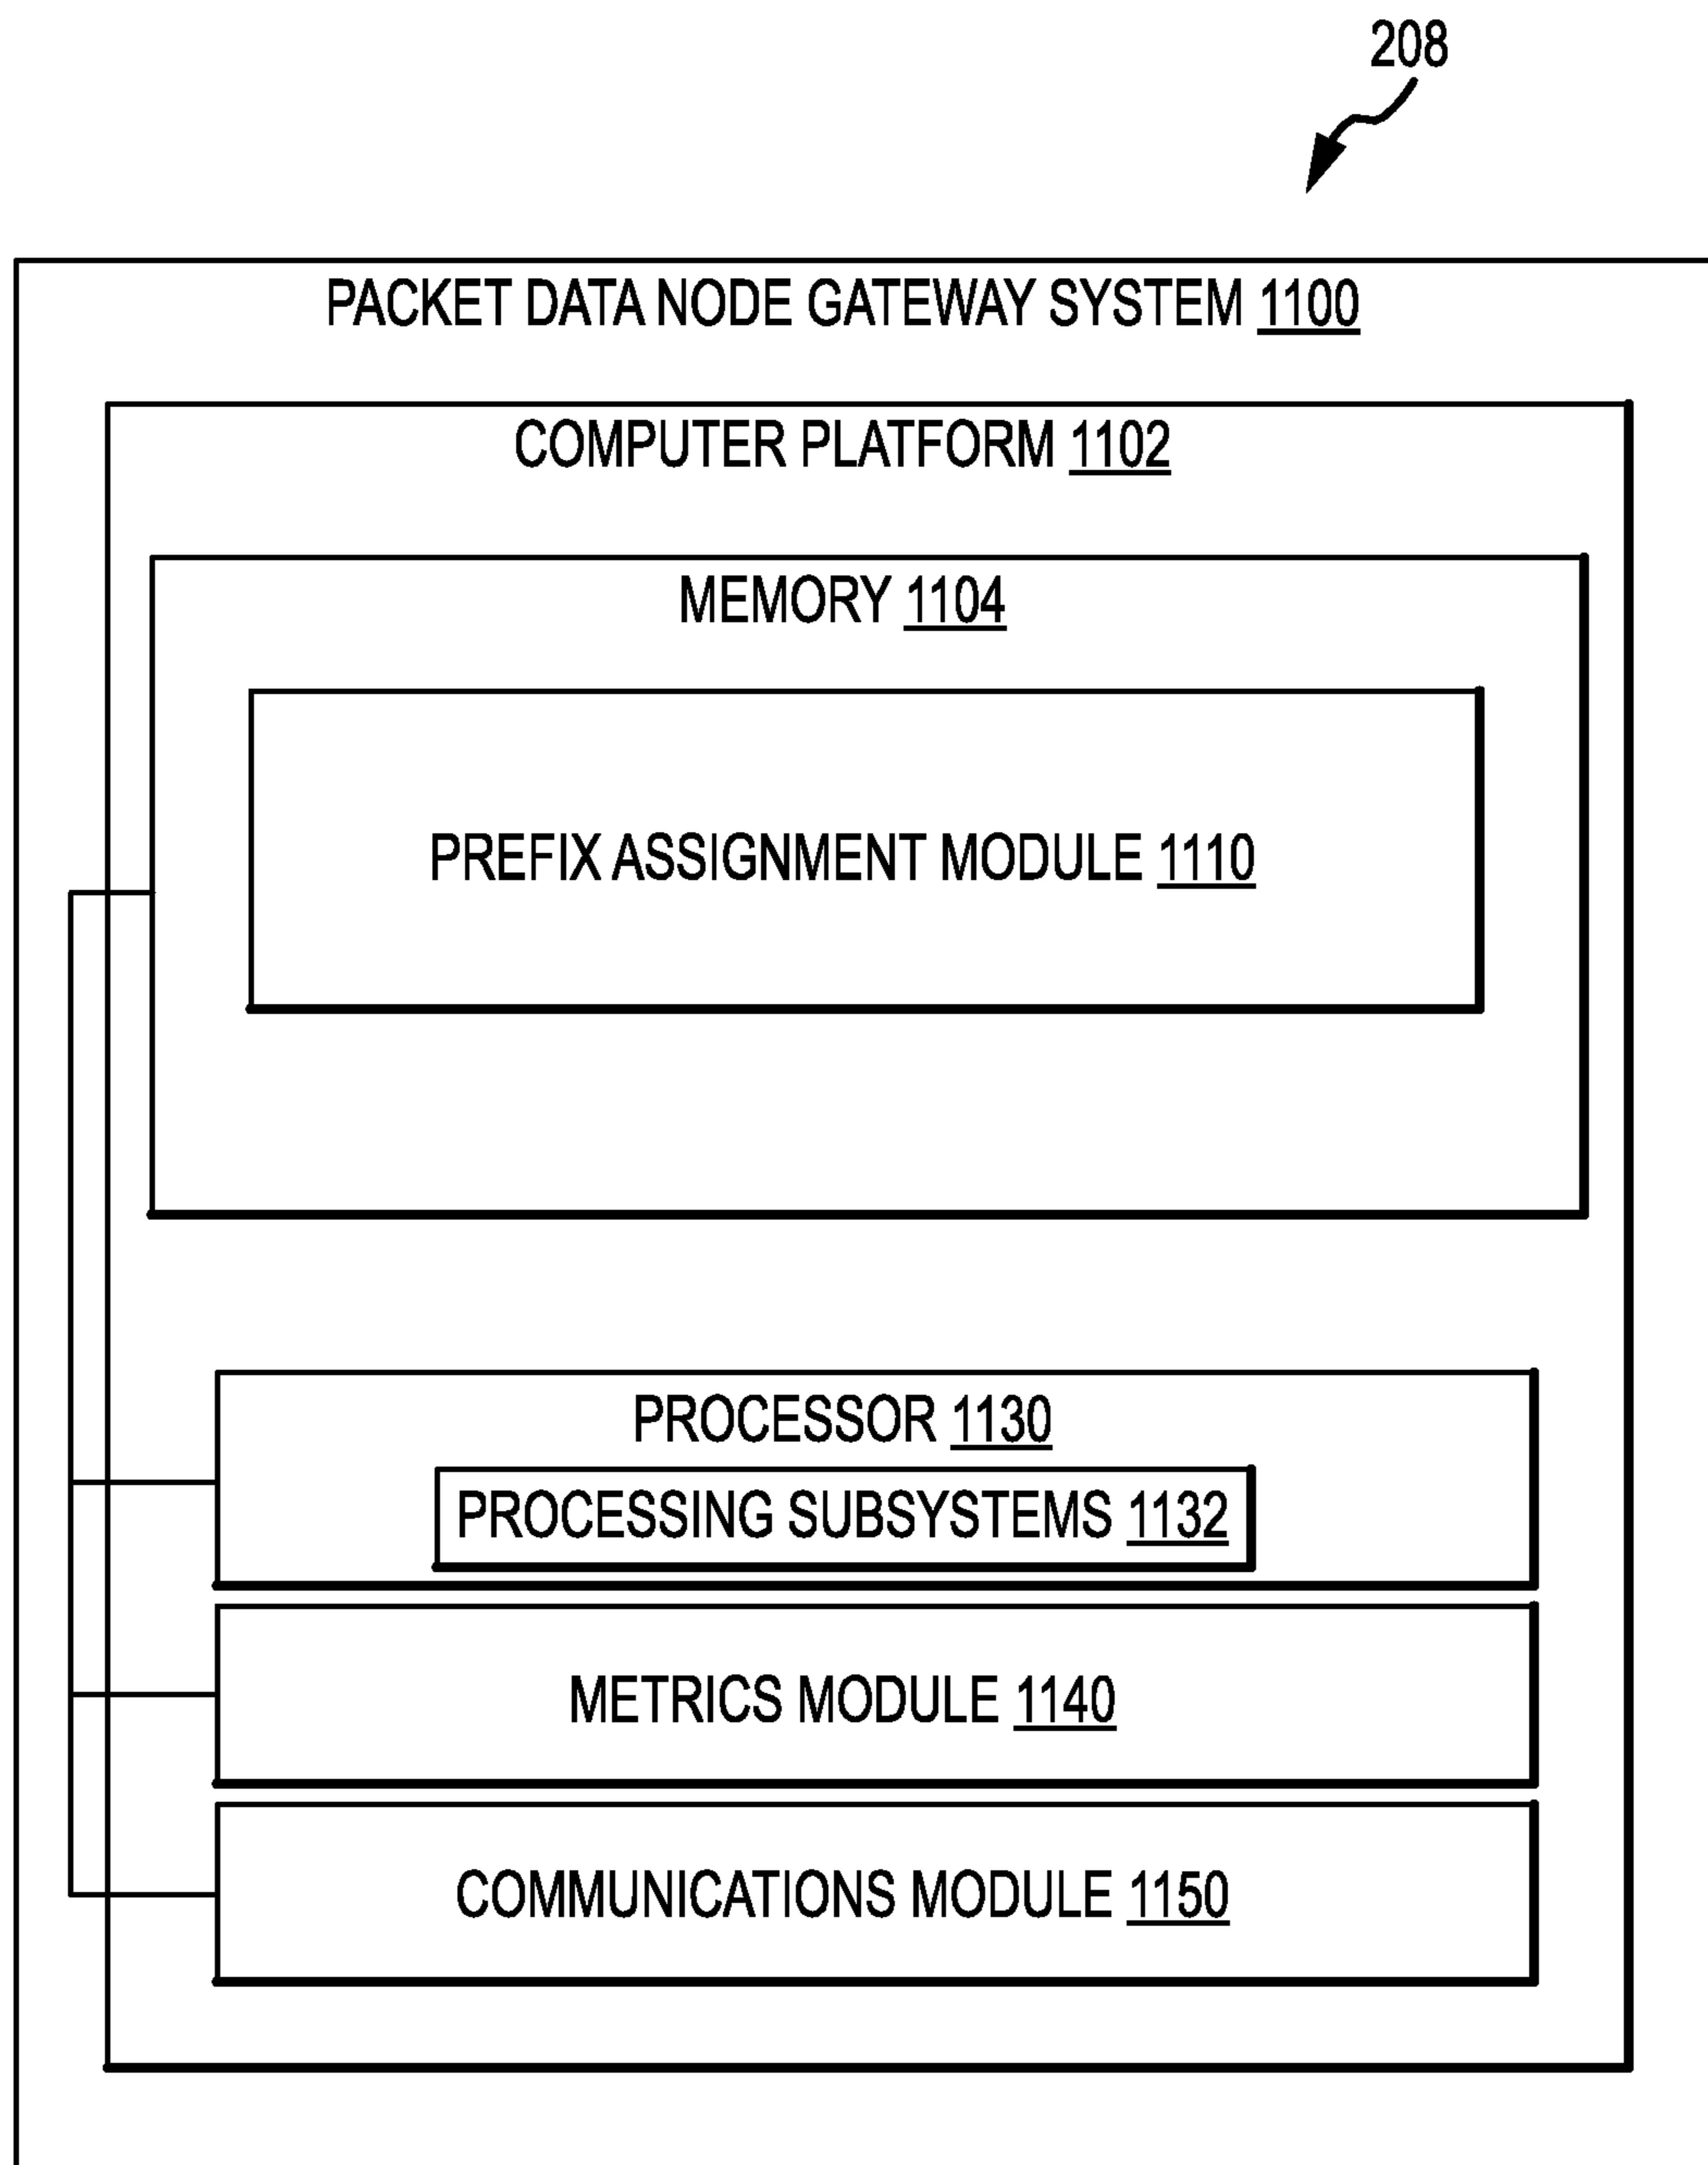 208
PACKET DATA NODE GATEWAY SYSTEM 1100
COMPUTER PLATFORM 1102
MEMORY 1104
PREFIX ASSIGNMENT MODULE 1110
PROCESSOR 1130
PROCESSING SUBSYSTEMS 1132
METRICS MODULE 1140
COMMUNICATIONS MODULE 1150